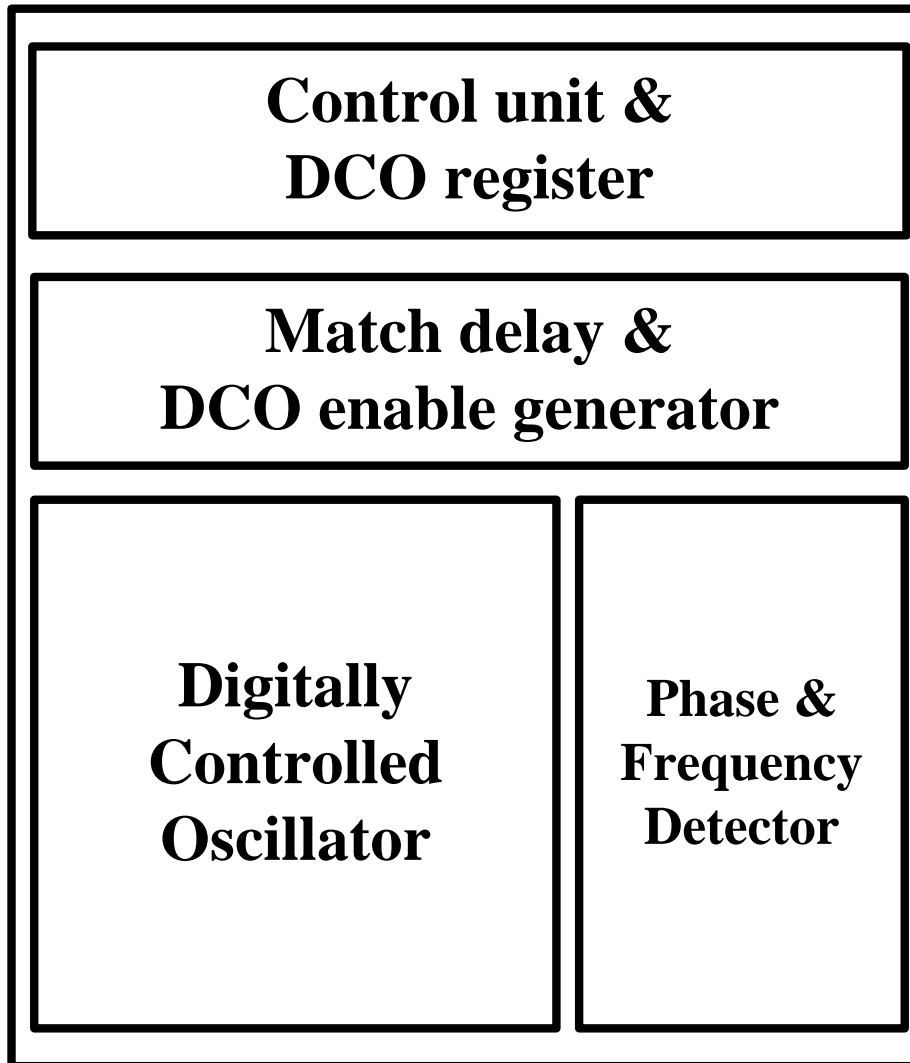 Control unit &
DCO register
Match delay &
DCO enable generator
Digitally
Controlled
Oscillator
Phase &
Frequency
Detector